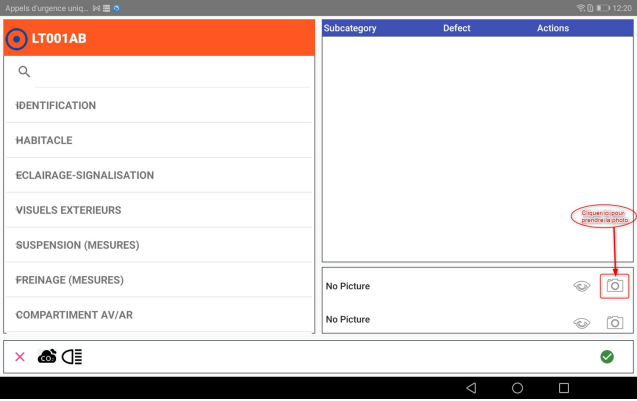 Appels d'urgence uniq...
12:20
LT001AB
IDENTIFICATION
HABITACLE
ECLAIRAGE-SIGNALISATION
VISUELS EXTERIEURS
SUSPENSION (MESURES)
FREINAGE (MESURES)
COMPARTIMENT AV/AR
Subcategory Defect Actions
Cliquer ici pour
prendre la photo
No Picture
No Picture
CO₂